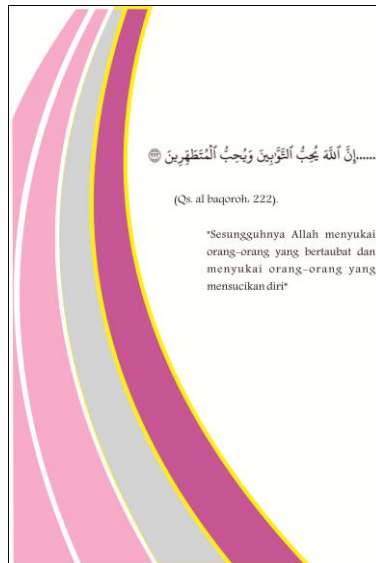 ......إِنَّ ٱللَّهَ يُحِبُّ ٱلتَّوَّٰبِينَ وَيُحِبُّ ٱلْمُتَطَهِّرِينَ ۝٢٢٢
(Qs. al baqoroh. 222).
"Sesungguhnya Allah menyukai
orang-orang yang bertaubat dan
menyukai orang-orang yang
mensucikan diri"